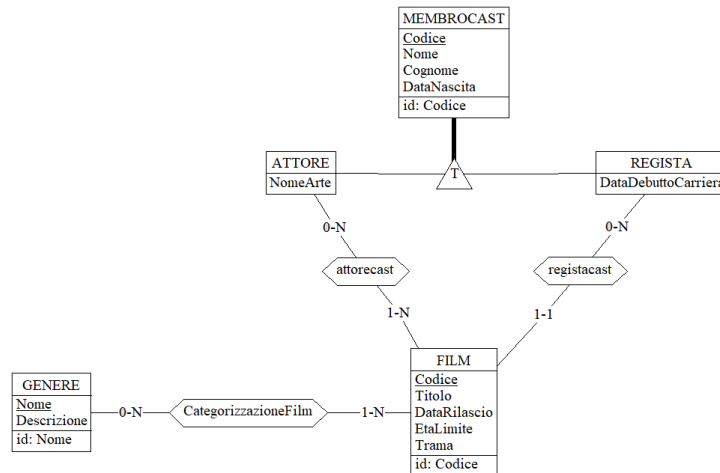 MEMBROCAST
Codice
Nome
Cognome
DataNascita
id: Codice
ATTORE
NomeArte
T
REGISTA
DataDebuttoCarriera
0-N
0-N
attorecast
registacast
1-N
1-1
FILM
Codice
Titolo
DataRilascio
EtaLimite
Trama
id: Codice
GENERE
Nome
Descrizione
id: Nome
0-N
CategorizzazioneFilm
1-N